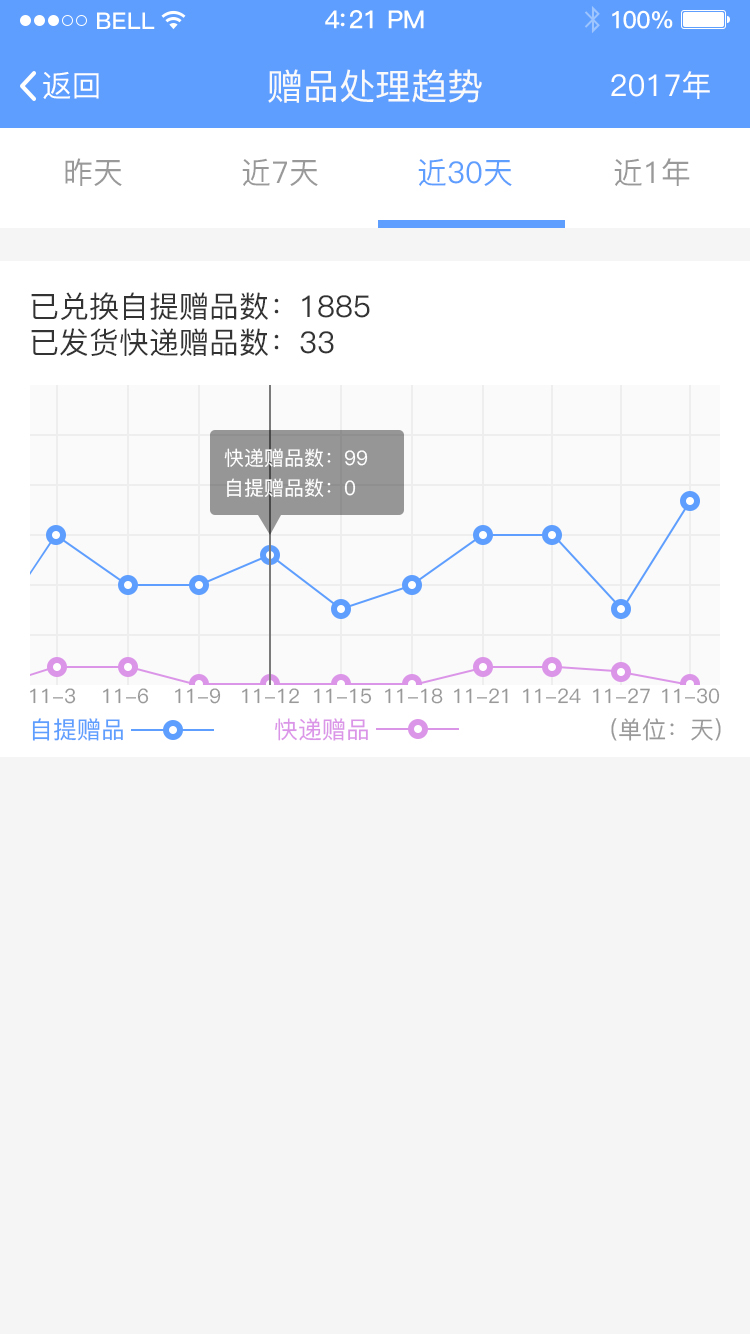 BELL 4:21 PM 100%
返回 赠品处理趋势 2017年
昨天 近7天 近30天 近1年
已兑换自提赠品数：1885
已发货快递赠品数：33
快递赠品数：99
自提赠品数：0
11-3 11-6 11-9 11-12 11-15 11-18 11-21 11-24 11-27 11-30
自提赠品 快递赠品 (单位：天)